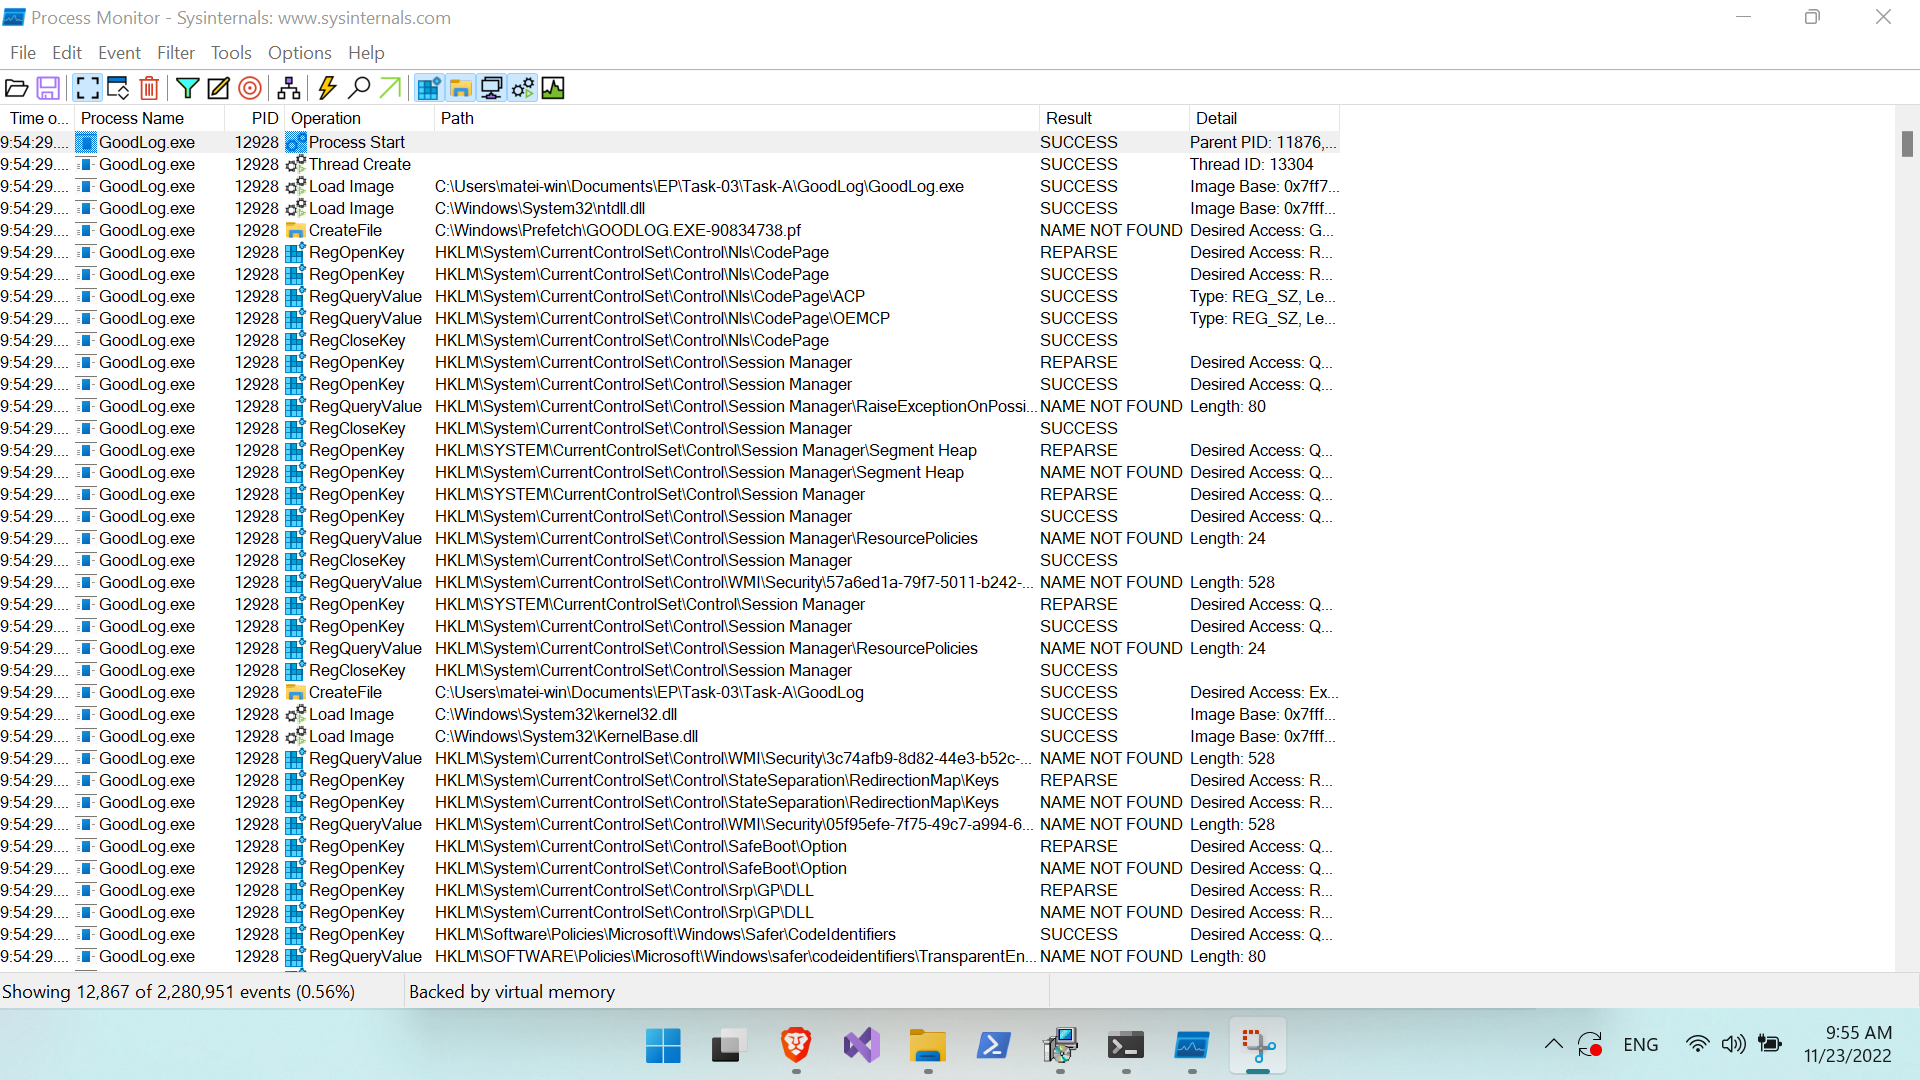 Process Monitor - Sysinternals: www.sysinternals.com
File Edit Event Filter Tools Options Help
Time o... Process Name PID Operation Path Result Detail
9:54:29.... GoodLog.exe 12928 Process Start SUCCESS Parent PID: 11876,...
9:54:29.... GoodLog.exe 12928 Thread Create SUCCESS Thread ID: 13304
9:54:29.... GoodLog.exe 12928 Load Image C:\Users\matei-win\Documents\EP\Task-03\Task-A\GoodLog\GoodLog.exe SUCCESS Image Base: 0x7ff7...
9:54:29.... GoodLog.exe 12928 Load Image C:\Windows\System32\ntdll.dll SUCCESS Image Base: 0x7fff...
9:54:29.... GoodLog.exe 12928 CreateFile C:\Windows\Prefetch\GOODLOG.EXE-90834738.pf NAME NOT FOUND Desired Access: G...
9:54:29.... GoodLog.exe 12928 RegOpenKey HKLM\System\CurrentControlSet\Control\Nls\CodePage REPARSE Desired Access: R...
9:54:29.... GoodLog.exe 12928 RegOpenKey HKLM\System\CurrentControlSet\Control\Nls\CodePage SUCCESS Desired Access: R...
9:54:29.... GoodLog.exe 12928 RegQueryValue HKLM\System\CurrentControlSet\Control\Nls\CodePage\ACP SUCCESS Type: REG_SZ, Le...
9:54:29.... GoodLog.exe 12928 RegQueryValue HKLM\System\CurrentControlSet\Control\Nls\CodePage\OEMCP SUCCESS Type: REG_SZ, Le...
9:54:29.... GoodLog.exe 12928 RegCloseKey HKLM\System\CurrentControlSet\Control\Nls\CodePage SUCCESS
9:54:29.... GoodLog.exe 12928 RegOpenKey HKLM\System\CurrentControlSet\Control\Session Manager REPARSE Desired Access: Q...
9:54:29.... GoodLog.exe 12928 RegOpenKey HKLM\System\CurrentControlSet\Control\Session Manager SUCCESS Desired Access: Q...
9:54:29.... GoodLog.exe 12928 RegQueryValue HKLM\System\CurrentControlSet\Control\Session Manager\RaiseExceptionOnPossi... NAME NOT FOUND Length: 80
9:54:29.... GoodLog.exe 12928 RegCloseKey HKLM\System\CurrentControlSet\Control\Session Manager SUCCESS
9:54:29.... GoodLog.exe 12928 RegOpenKey HKLM\SYSTEM\CurrentControlSet\Control\Session Manager\Segment Heap REPARSE Desired Access: Q...
9:54:29.... GoodLog.exe 12928 RegOpenKey HKLM\System\CurrentControlSet\Control\Session Manager\Segment Heap NAME NOT FOUND Desired Access: Q...
9:54:29.... GoodLog.exe 12928 RegOpenKey HKLM\SYSTEM\CurrentControlSet\Control\Session Manager REPARSE Desired Access: Q...
9:54:29.... GoodLog.exe 12928 RegOpenKey HKLM\System\CurrentControlSet\Control\Session Manager SUCCESS Desired Access: Q...
9:54:29.... GoodLog.exe 12928 RegQueryValue HKLM\System\CurrentControlSet\Control\Session Manager\ResourcePolicies NAME NOT FOUND Length: 24
9:54:29.... GoodLog.exe 12928 RegCloseKey HKLM\System\CurrentControlSet\Control\Session Manager SUCCESS
9:54:29.... GoodLog.exe 12928 RegQueryValue HKLM\System\CurrentControlSet\Control\WMI\Security\57a6ed1a-79f7-5011-b242-... NAME NOT FOUND Length: 528
9:54:29.... GoodLog.exe 12928 RegOpenKey HKLM\SYSTEM\CurrentControlSet\Control\Session Manager REPARSE Desired Access: Q...
9:54:29.... GoodLog.exe 12928 RegOpenKey HKLM\System\CurrentControlSet\Control\Session Manager SUCCESS Desired Access: Q...
9:54:29.... GoodLog.exe 12928 RegQueryValue HKLM\System\CurrentControlSet\Control\Session Manager\ResourcePolicies NAME NOT FOUND Length: 24
9:54:29.... GoodLog.exe 12928 RegCloseKey HKLM\System\CurrentControlSet\Control\Session Manager SUCCESS
9:54:29.... GoodLog.exe 12928 CreateFile C:\Users\matei-win\Documents\EP\Task-03\Task-A\GoodLog SUCCESS Desired Access: Ex...
9:54:29.... GoodLog.exe 12928 Load Image C:\Windows\System32\kernel32.dll SUCCESS Image Base: 0x7fff...
9:54:29.... GoodLog.exe 12928 Load Image C:\Windows\System32\KernelBase.dll SUCCESS Image Base: 0x7fff...
9:54:29.... GoodLog.exe 12928 RegQueryValue HKLM\System\CurrentControlSet\Control\WMI\Security\3c74afb9-8d82-44e3-b52c-... NAME NOT FOUND Length: 528
9:54:29.... GoodLog.exe 12928 RegOpenKey HKLM\System\CurrentControlSet\Control\StateSeparation\RedirectionMap\Keys REPARSE Desired Access: R...
9:54:29.... GoodLog.exe 12928 RegOpenKey HKLM\System\CurrentControlSet\Control\StateSeparation\RedirectionMap\Keys NAME NOT FOUND Desired Access: R...
9:54:29.... GoodLog.exe 12928 RegQueryValue HKLM\System\CurrentControlSet\Control\WMI\Security\05f95efe-7f75-49c7-a994-6... NAME NOT FOUND Length: 528
9:54:29.... GoodLog.exe 12928 RegOpenKey HKLM\System\CurrentControlSet\Control\SafeBoot\Option REPARSE Desired Access: Q...
9:54:29.... GoodLog.exe 12928 RegOpenKey HKLM\System\CurrentControlSet\Control\SafeBoot\Option NAME NOT FOUND Desired Access: Q...
9:54:29.... GoodLog.exe 12928 RegOpenKey HKLM\System\CurrentControlSet\Control\Srp\GP\DLL REPARSE Desired Access: R...
9:54:29.... GoodLog.exe 12928 RegOpenKey HKLM\System\CurrentControlSet\Control\Srp\GP\DLL NAME NOT FOUND Desired Access: R...
9:54:29.... GoodLog.exe 12928 RegOpenKey HKLM\Software\Policies\Microsoft\Windows\Safer\CodeIdentifiers SUCCESS Desired Access: Q...
9:54:29.... GoodLog.exe 12928 RegQueryValue HKLM\SOFTWARE\Policies\Microsoft\Windows\safer\codeidentifiers\TransparentEn... NAME NOT FOUND Length: 80
Showing 12,867 of 2,280,951 events (0.56%) Backed by virtual memory
ENG 9:55 AM
11/23/2022